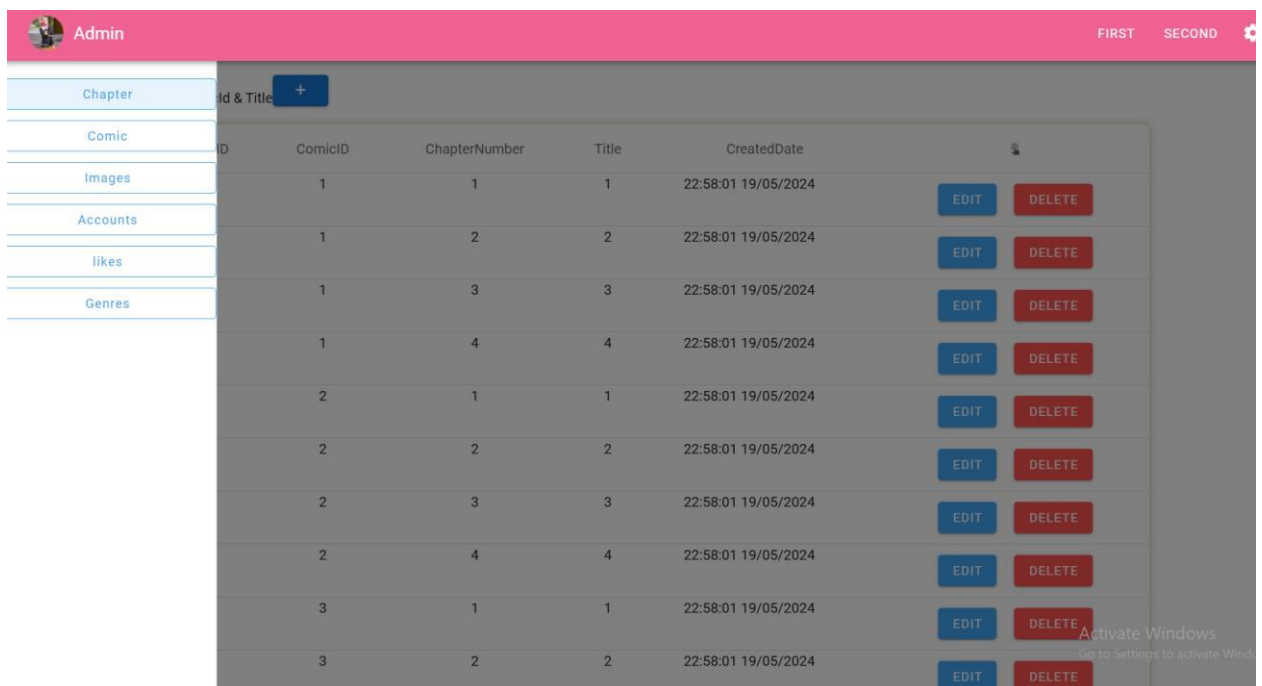 Admin FIRST SECOND
Chapter
Id & Title +
Comic
ID ComicID ChapterNumber Title CreatedDate
Images
1 1 1 22:58:01 19/05/2024
EDIT DELETE
Accounts
1 2 2 22:58:01 19/05/2024
EDIT DELETE
likes
1 3 3 22:58:01 19/05/2024
EDIT DELETE
Genres
1 4 4 22:58:01 19/05/2024
EDIT DELETE
2 1 1 22:58:01 19/05/2024
EDIT DELETE
2 2 2 22:58:01 19/05/2024
EDIT DELETE
2 3 3 22:58:01 19/05/2024
EDIT DELETE
2 4 4 22:58:01 19/05/2024
EDIT DELETE
3 1 1 22:58:01 19/05/2024
EDIT DELETE
Activate Windows
Go to Settings to activate
3 2 2 22:58:01 19/05/2024
EDIT DELETE